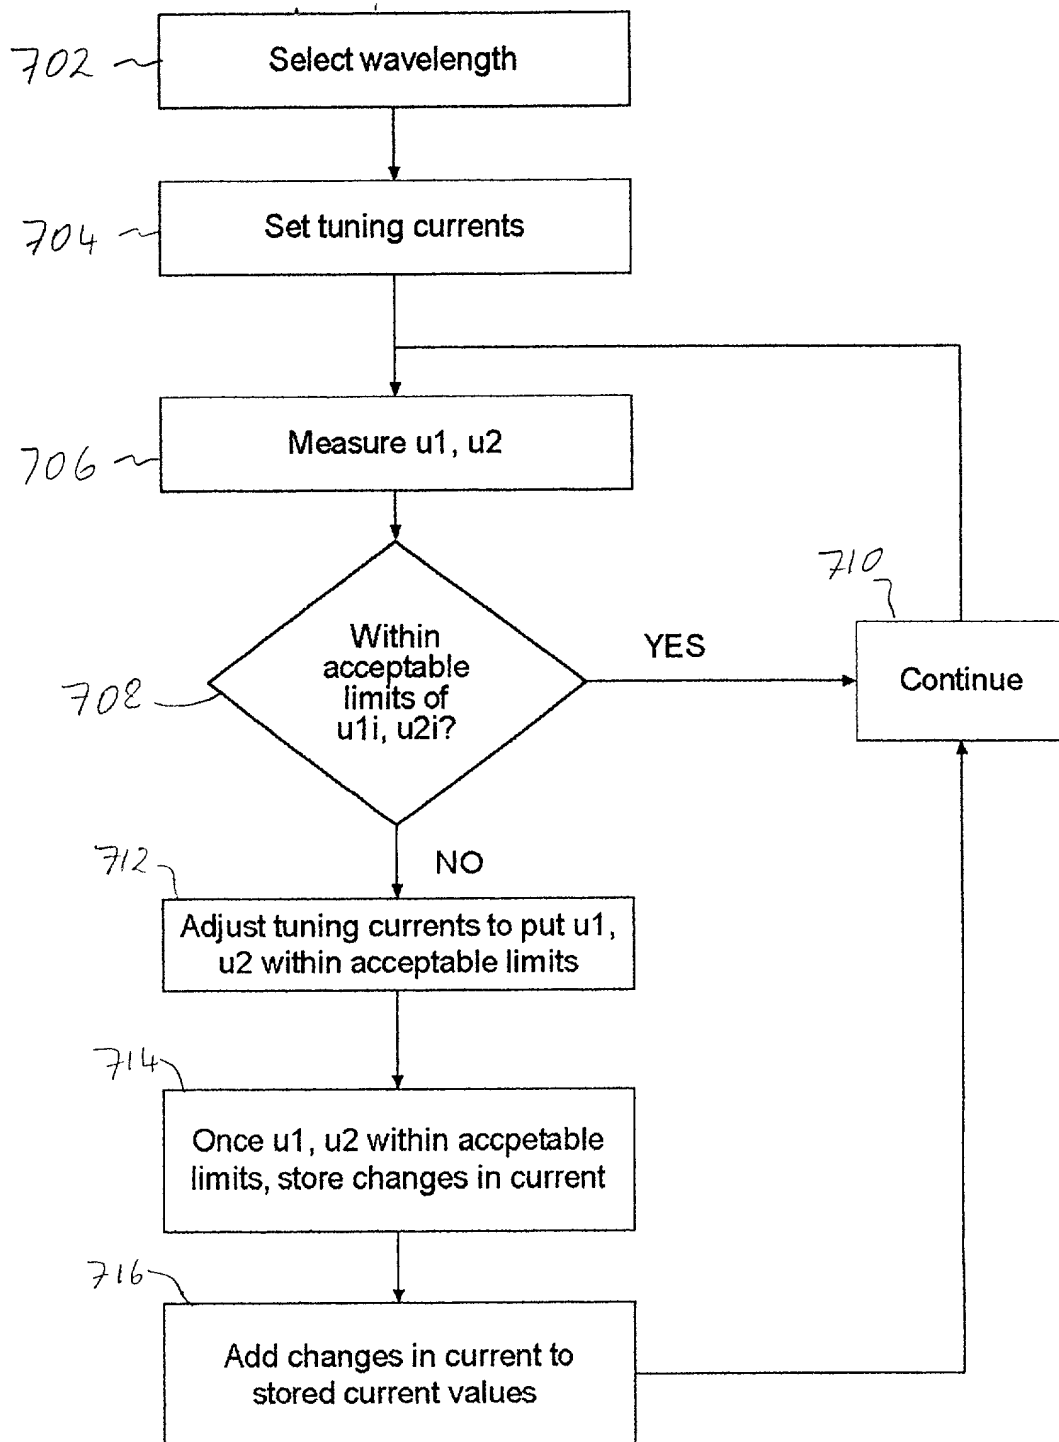 702
Select wavelength
704
Set tuning currents
706
Measure u1, u2
708
Within
acceptable
limits of
u1i, u2i?
YES
710
Continue
NO
712
Adjust tuning currents to put u1,
u2 within acceptable limits
714
Once u1, u2 within accpetable
limits, store changes in current
716
Add changes in current to
stored current values